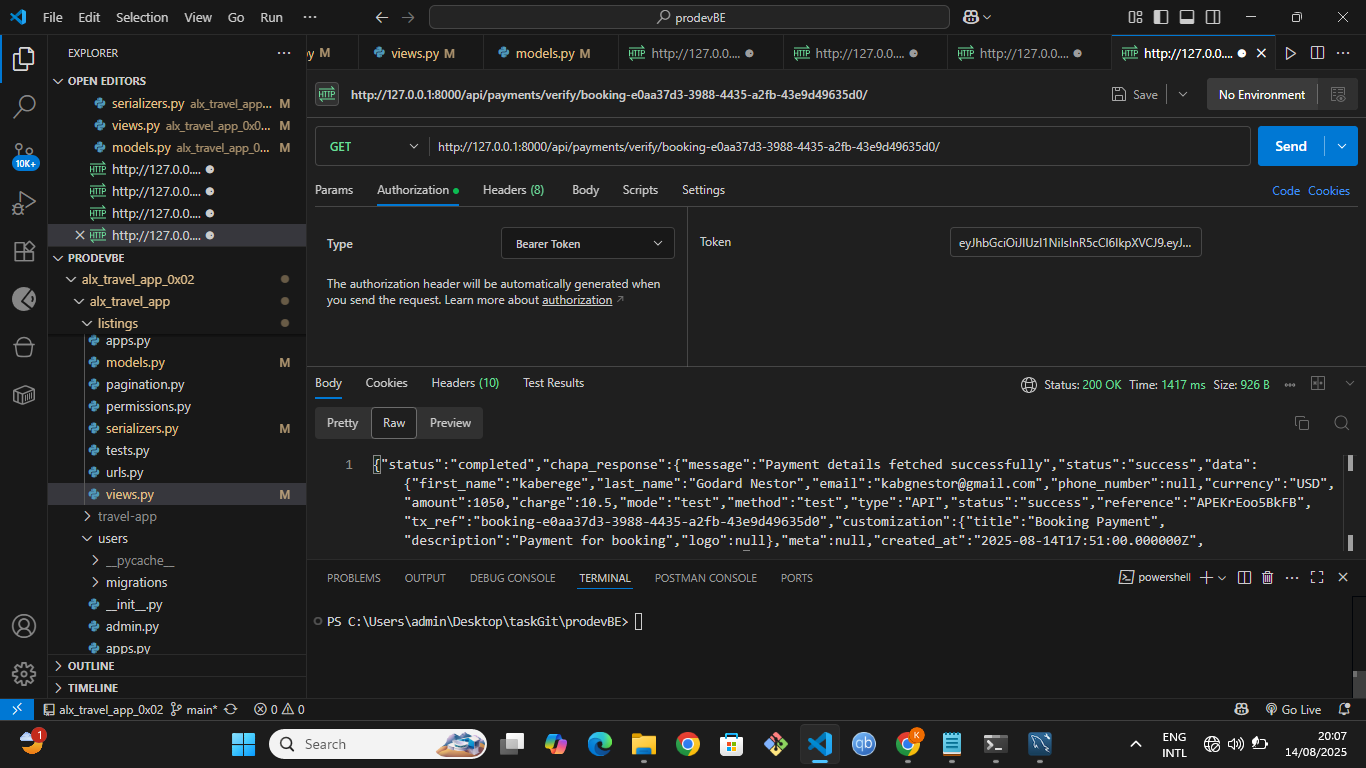 File Edit Selection View Go Run ··· prodevBE
EXPLORER
OPEN EDITORS
serializers.py alx_travel_app... M
views.py alx_travel_app_0x0... M
models.py alx_travel_app_0... M
http://127.0.0....
http://127.0.0....
http://127.0.0....
http://127.0.0....
PRODEVBE
alx_travel_app_0x02
alx_travel_app
listings
apps.py
models.py M
pagination.py
permissions.py
serializers.py M
tests.py
urls.py
views.py M
travel-app
users
__pycache__
migrations
__init__.py
admin.py
apps.py
OUTLINE
TIMELINE
10K+
py M views.py M models.py M http://127.0.0.... http://127.0.0.... http://127.0.0.... http://127.0.0....
HTTP http://127.0.0.1:8000/api/payments/verify/booking-e0aa37d3-3988-4435-a2fb-43e9d49635d0/ Save No Environment
GET http://127.0.0.1:8000/api/payments/verify/booking-e0aa37d3-3988-4435-a2fb-43e9d49635d0/ Send
Params Authorization Headers (8) Body Scripts Settings Code Cookies
Type Bearer Token Token eyJhbGciOiJIUzI1NiIsInR5cCI6IkpXVCJ9.eyJ...
The authorization header will be automatically generated when
you send the request. Learn more about authorization
Body Cookies Headers (10) Test Results Status: 200 OK Time: 1417 ms Size: 926 B
Pretty Raw Preview
1 {"status":"completed","chapa_response":{"message":"Payment details fetched successfully","status":"success","data":
{"first_name":"kaberege","last_name":"Godard Nestor","email":"kabgnestor@gmail.com","phone_number":null,"currency":"USD",
"amount":1050,"charge":10.5,"mode":"test","method":"test","type":"API","status":"success","reference":"APEKrEoo5BkFB",
"tx_ref":"booking-e0aa37d3-3988-4435-a2fb-43e9d49635d0","customization":{"title":"Booking Payment",
"description":"Payment for booking","logo":null},"meta":null,"created_at":"2025-08-14T17:51:00.000000Z",
PROBLEMS OUTPUT DEBUG CONSOLE TERMINAL POSTMAN CONSOLE PORTS powershell
PS C:\Users\admin\Desktop\taskGit\prodevBE>
alx_travel_app_0x02 main* 0 0 Go Live
1 Search ENG 20:07
INTL 14/08/2025